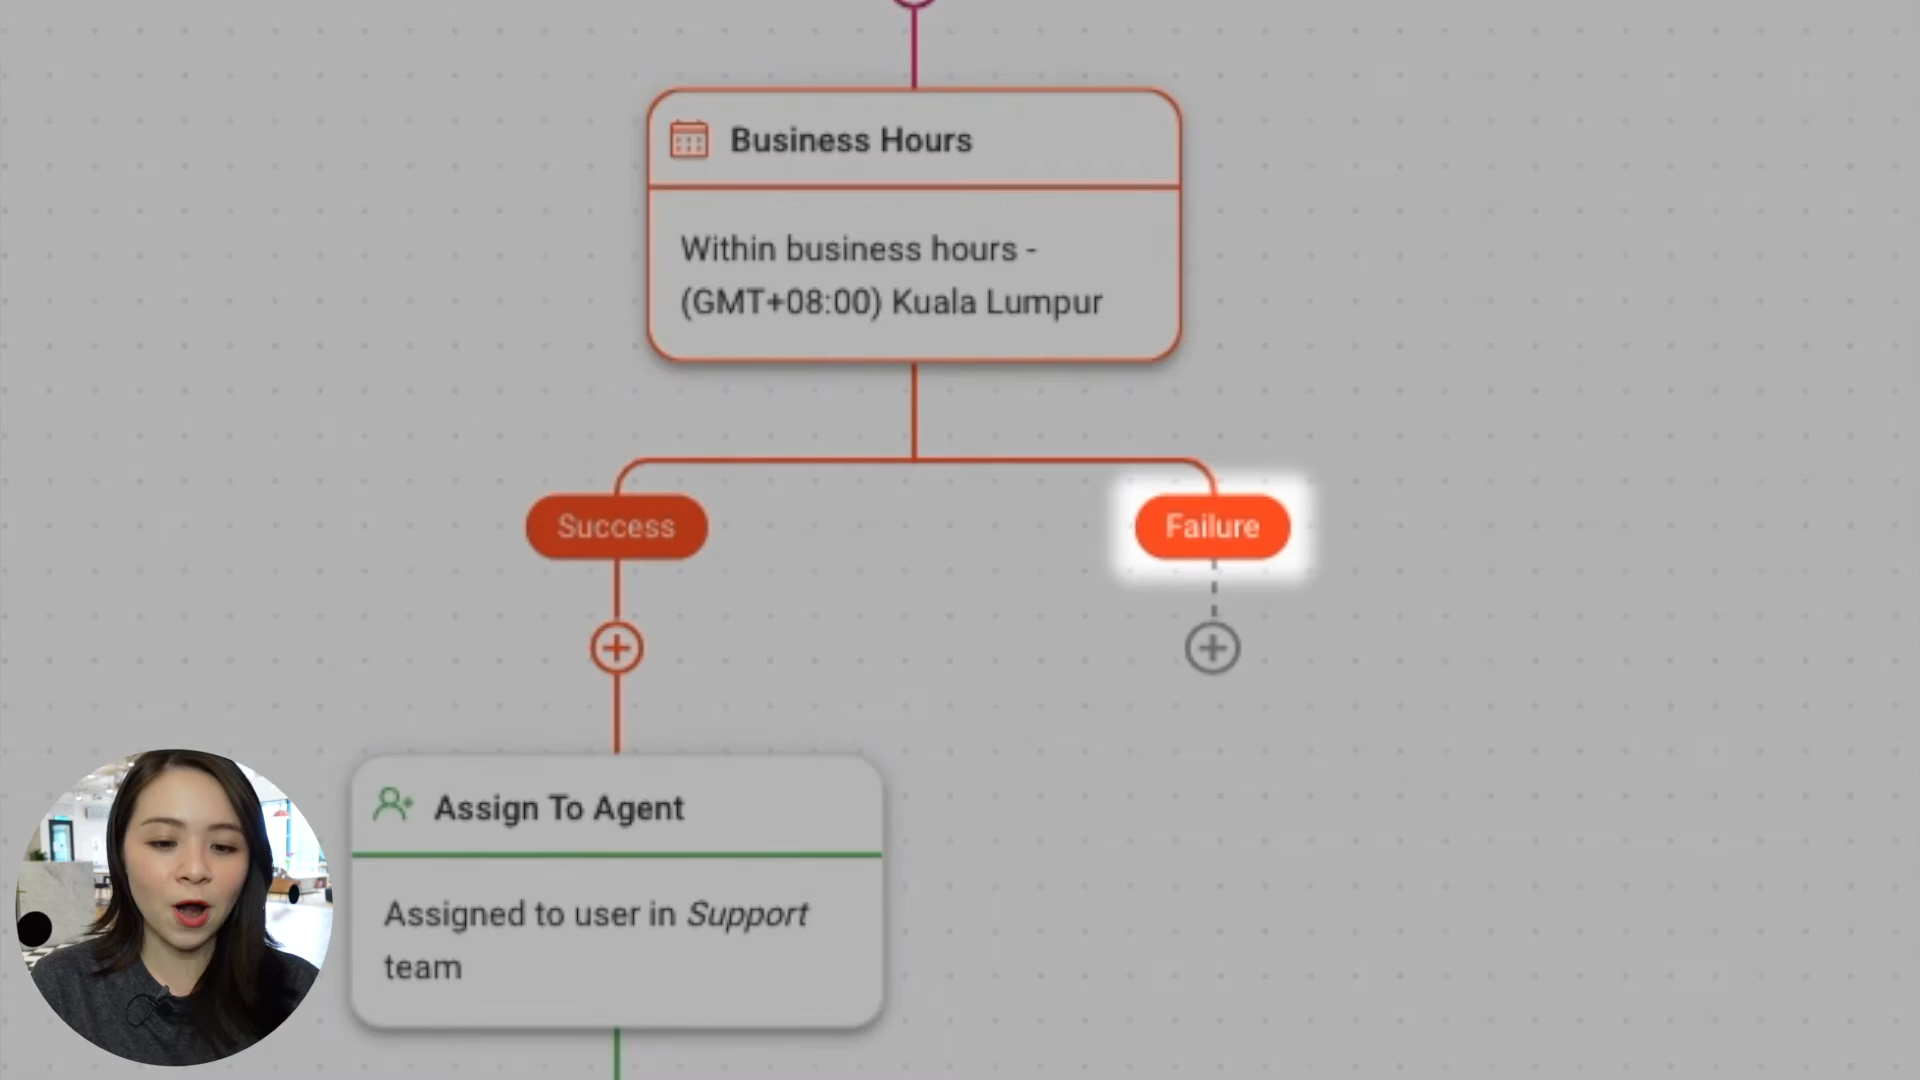 Business Hours
Within business hours -
(GMT+08:00) Kuala Lumpur
Success
Failure
Assign To Agent
Assigned to user in Support
team